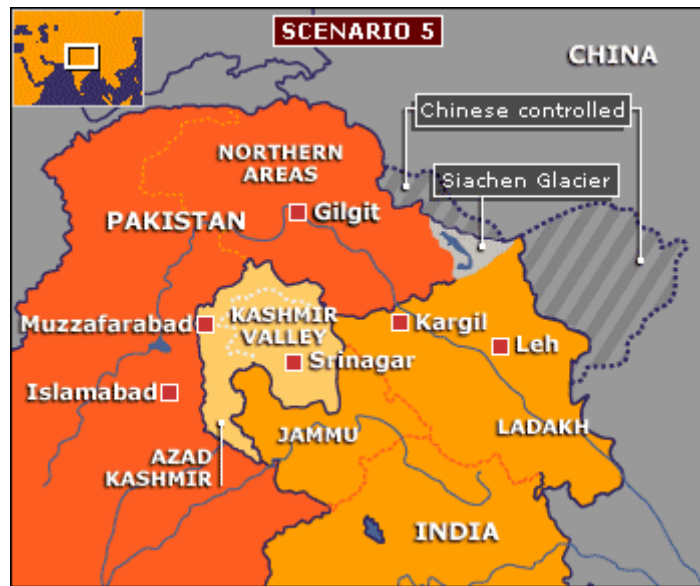 SCENARIO 5
CHINA
Chinese controlled
NORTHERN
AREAS
Siachen Glacier
PAKISTAN
Gilgit
Muzzafarabad
KASHMIR
VALLEY
Kargil
Leh
Srinagar
Islamabad
JAMMU
LADAKH
AZAD
KASHMIR
INDIA